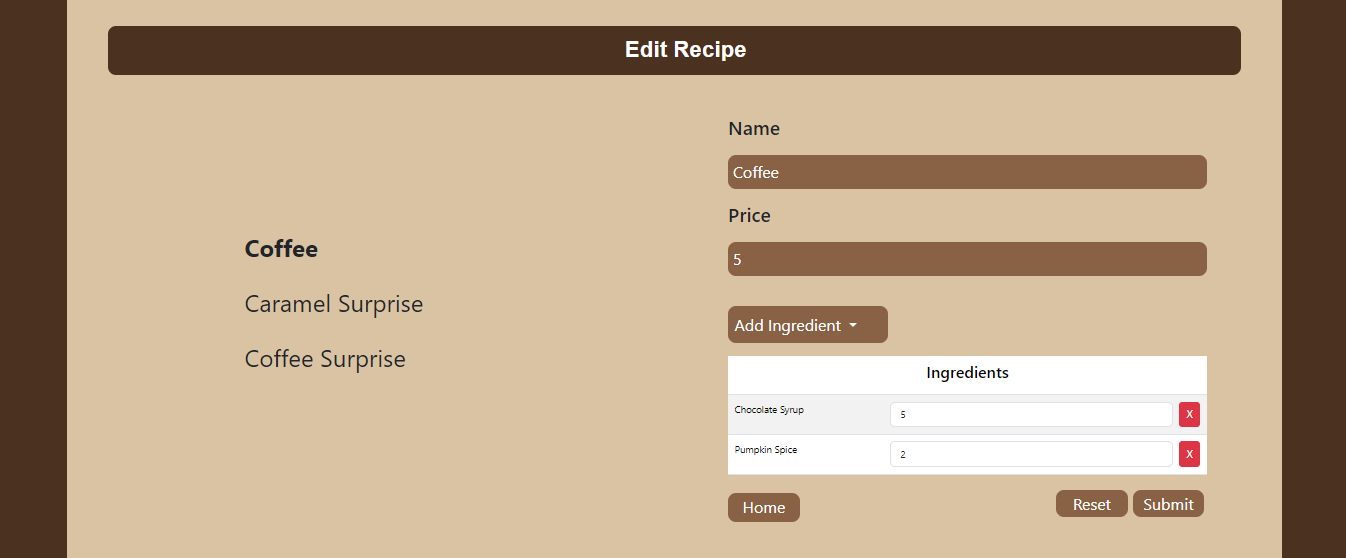 Edit Recipe
Coffee
Caramel Surprise
Coffee Surprise
Name
Coffee
Price
5
Add Ingredient
Ingredients
Chocolate Syrup 5 X
Pumpkin Spice 2 X
Home Reset Submit